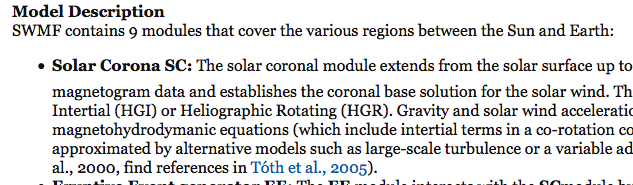 Model Description
SWMF contains 9 modules that cover the various regions between the Sun and Earth:
• Solar Corona SC: The solar coronal module extends from the solar surface up to
magnetogram data and establishes the coronal base solution for the solar wind. Th
Intertial (HGI) or Heliographic Rotating (HGR). Gravity and solar wind acceleratio
magnetohydrodymanic equations (which include intertial terms in a co-rotation co
approximated by alternative models such as large-scale turbulence or a variable ad
al., 2000, find references in Tóth et al., 2005).